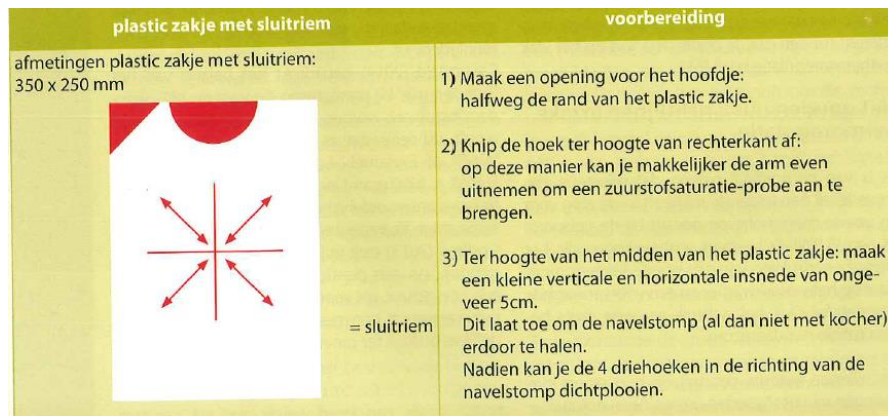 plastic zakje met sluitriem
voorbereiding
afmetingen plastic zakje met sluitriem:
350 x 250 mm
= sluitriem
1) Maak een opening voor het hoofdje:
halfweg de rand van het plastic zakje.
2) Knip de hoek ter hoogte van rechterkant af:
op deze manier kan je makkelijker de arm even
uitnemen om een zuurstofsaturatie-probe aan te
brengen.
3) Ter hoogte van het midden van het plastic zakje: maak
een kleine verticale en horizontale insnede van onge-
veer 5cm.
Dit laat toe om de navelstomp (al dan niet met kocher)
erdoor te halen.
Nadien kan je de 4 driehoeken in de richting van de
navelstomp dichtplooien.